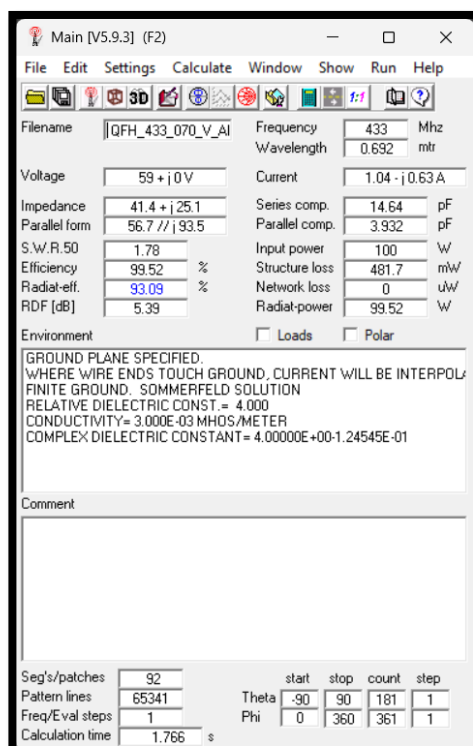 Main [V5.9.3] (F2)
File Edit Settings Calculate Window Show Run Help
3D 1:1
Filename QFH_433_070_V_Al Frequency 433 Mhz
Wavelength 0.692 mtr
Voltage 59 + j 0 V Current 1.04 - j 0.63 A
Impedance 41.4 + j 25.1 Series comp. 14.64 pF
Parallel form 56.7 // j 93.5 Parallel comp. 3.932 pF
S.W.R.50 1.78 Input power 100 W
Efficiency 99.52 % Structure loss 481.7 mW
Radiat-eff. 93.09 % Network loss 0 uW
RDF [dB] 5.39 Radiat-power 99.52 W
Environment Loads Polar
GROUND PLANE SPECIFIED.
WHERE WIRE ENDS TOUCH GROUND, CURRENT WILL BE INTERPOLA
FINITE GROUND. SOMMERFELD SOLUTION
RELATIVE DIELECTRIC CONST.= 4.000
CONDUCTIVITY= 3.000E-03 MHOS/METER
COMPLEX DIELECTRIC CONSTANT= 4.00000E+00-1.24545E-01
Comment
Seg's/patches 92 start stop count step
Pattern lines 65341 Theta -90 90 181 1
Freq/Eval steps 1 Phi 0 360 361 1
Calculation time 1.766 s